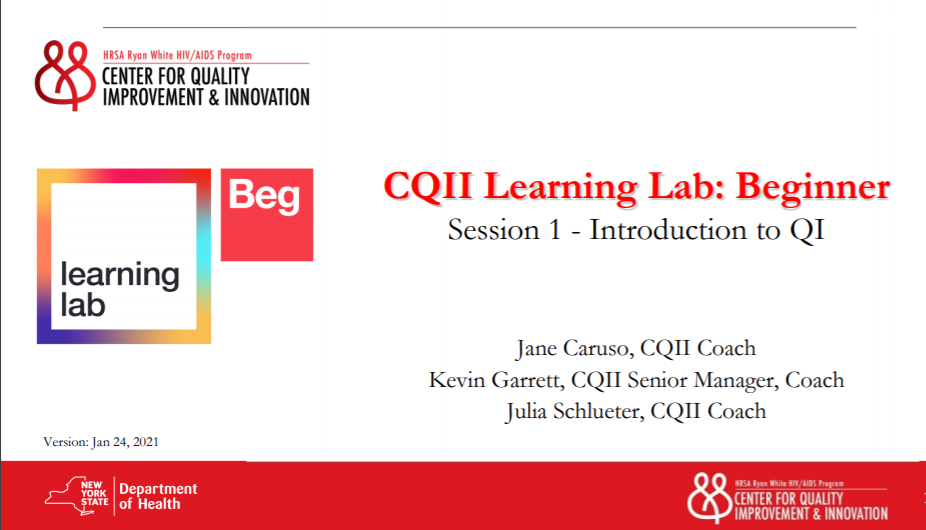 HRSA Ryan White HIV/AIDS Program
CENTER FOR QUALITY
IMPROVEMENT & INNOVATION
Beg
learning
lab
CQII Learning Lab: Beginner
Session 1 - Introduction to QI
Jane Caruso, CQII Coach
Kevin Garrett, CQII Senior Manager, Coach
Julia Schlueter, CQII Coach
Version: Jan 24, 2021
NEW
YORK
STATE
Department
of Health
HRSA Ryan White HIV/AIDS Program
CENTER FOR QUALITY
IMPROVEMENT & INNOVATION